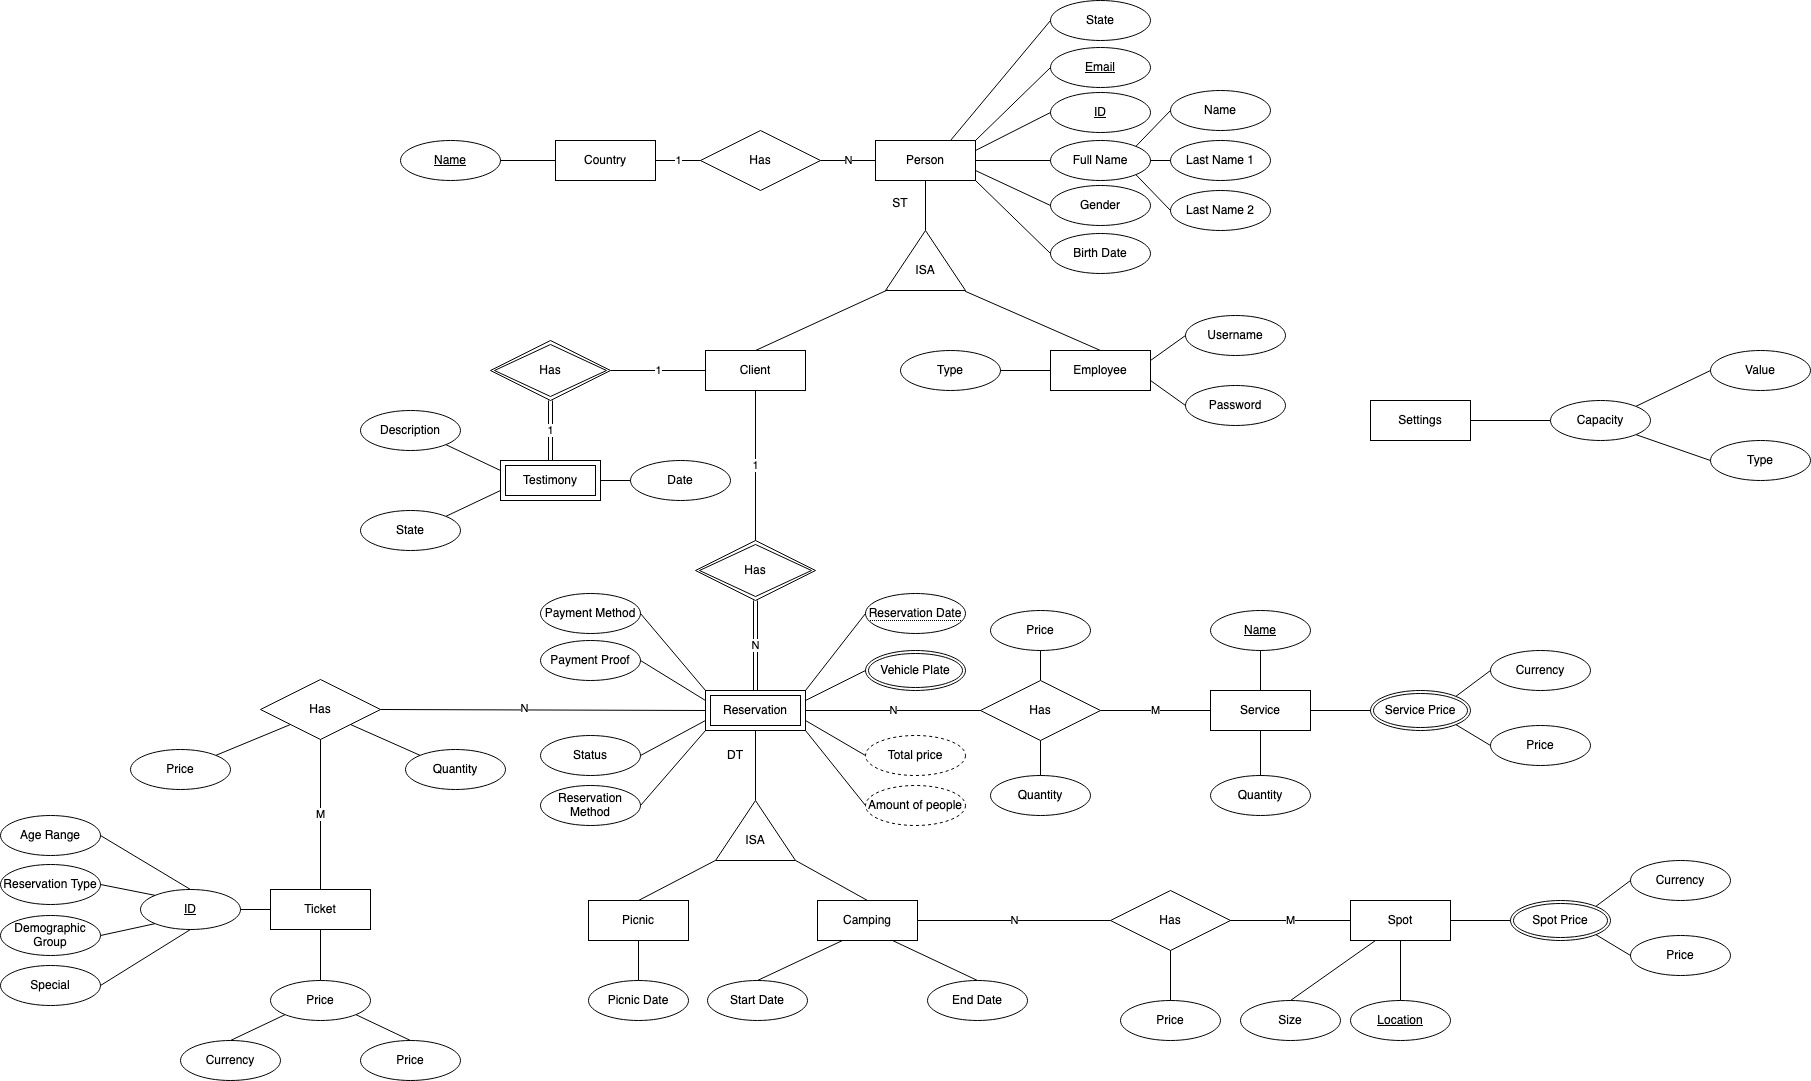 State
Email
ID
Name
Name
Country
1
Has
N
Person
Full Name
Last Name 1
ST
Gender
Last Name 2
Birth Date
ISA
Username
Has
1
Client
Type
Employee
Value
Password
Settings
Capacity
Description
1
Type
1
Testimony
Date
State
Has
Payment Method
Reservation Date
Price
Name
N
Payment Proof
Vehicle Plate
Currency
Has
N
Reservation
N
Has
M
Service
Service Price
Price
Quantity
Status
DT
Total price
Price
Reservation
Method
Amount of people
Quantity
Quantity
M
Age Range
ISA
Reservation Type
Currency
ID
Ticket
Picnic
Camping
N
Has
M
Spot
Spot Price
Demographic
Group
Price
Special
Price
Picnic Date
Start Date
End Date
Price
Size
Location
Currency
Price